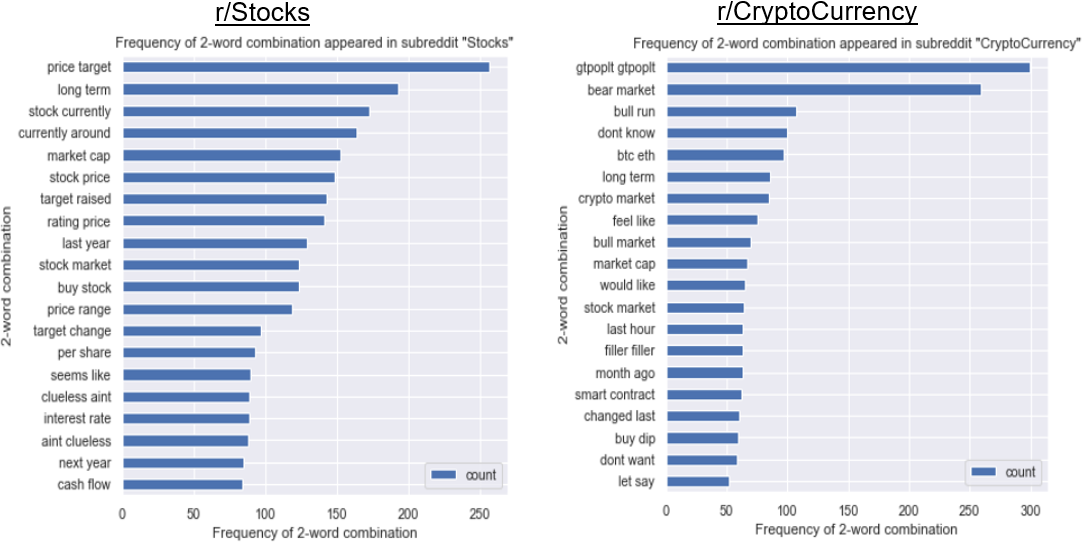 r/Stocks
Frequency of 2-word combination appeared in subreddit "Stocks"
2-word combination
price target
long term
stock currently
currently around
market cap
stock price
target raised
rating price
last year
stock market
buy stock
price range
target change
per share
seems like
clueless aint
interest rate
aint clueless
next year
cash flow
count
0 50 100 150 200 250
Frequency of 2-word combination
r/CryptoCurrency
Frequency of 2-word combination appeared in subreddit "CryptoCurrency"
2-word combination
gtpoplt gtpoplt
bear market
bull run
dont know
btc eth
long term
crypto market
feel like
bull market
market cap
would like
stock market
last hour
filler filler
month ago
smart contract
changed last
buy dip
dont want
let say
count
0 50 100 150 200 250 300
Frequency of 2-word combination